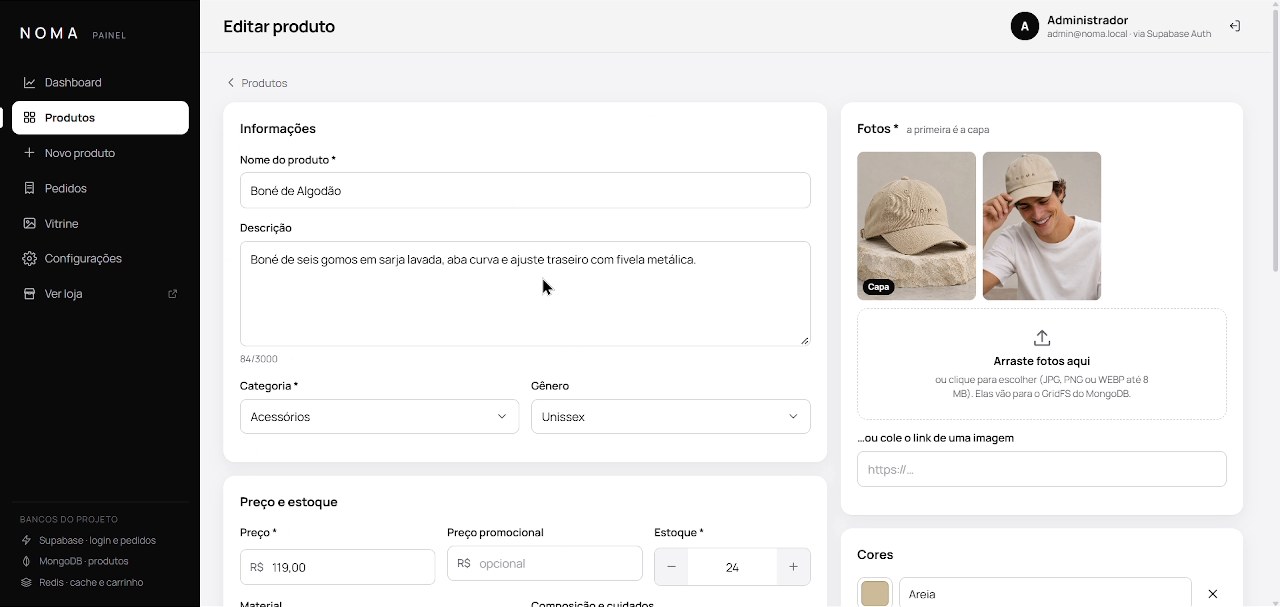 NOMA PAINEL
Dashboard
Produtos
Novo produto
Pedidos
Vitrine
Configurações
Ver loja
BANCOS DO PROJETO
Supabase · login e pedidos
MongoDB · produtos
Redis · cache e carrinho
Editar produto
A
Administrador
admin@noma.local · via Supabase Auth
Produtos
Informações
Nome do produto *
Boné de Algodão
Descrição
Boné de seis gomos em sarja lavada, aba curva e ajuste traseiro com fivela metálica.
84/3000
Categoria *
Gênero
Acessórios
Unissex
Preço e estoque
Preço *
Preço promocional
Estoque *
R$ 119,00
R$ opcional
24
Material
Composição e cuidados
Fotos * a primeira é a capa
NOMA
NOMA
Capa
Arraste fotos aqui
ou clique para escolher (JPG, PNG ou WEBP até 8
MB). Elas vão para o GridFS do MongoDB.
…ou cole o link de uma imagem
https://…
Cores
Areia